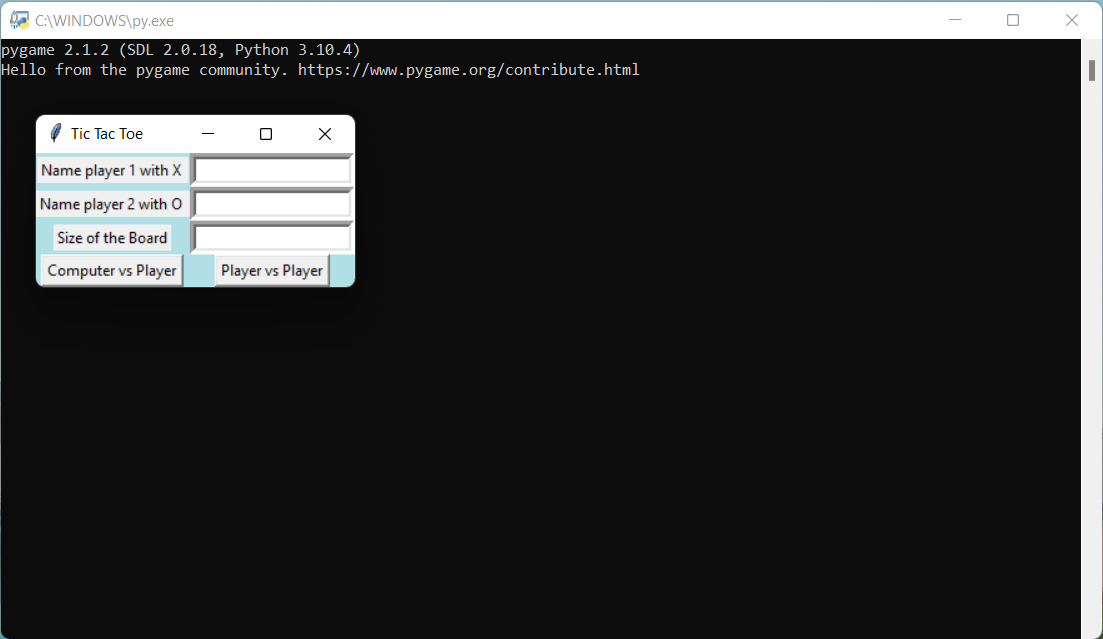 C:\WINDOWS\py.exe
pygame 2.1.2 (SDL 2.0.18, Python 3.10.4)
Hello from the pygame community. https://www.pygame.org/contribute.html
Tic Tac Toe
Name player 1 with X
Name player 2 with O
Size of the Board
Computer vs Player Player vs Player